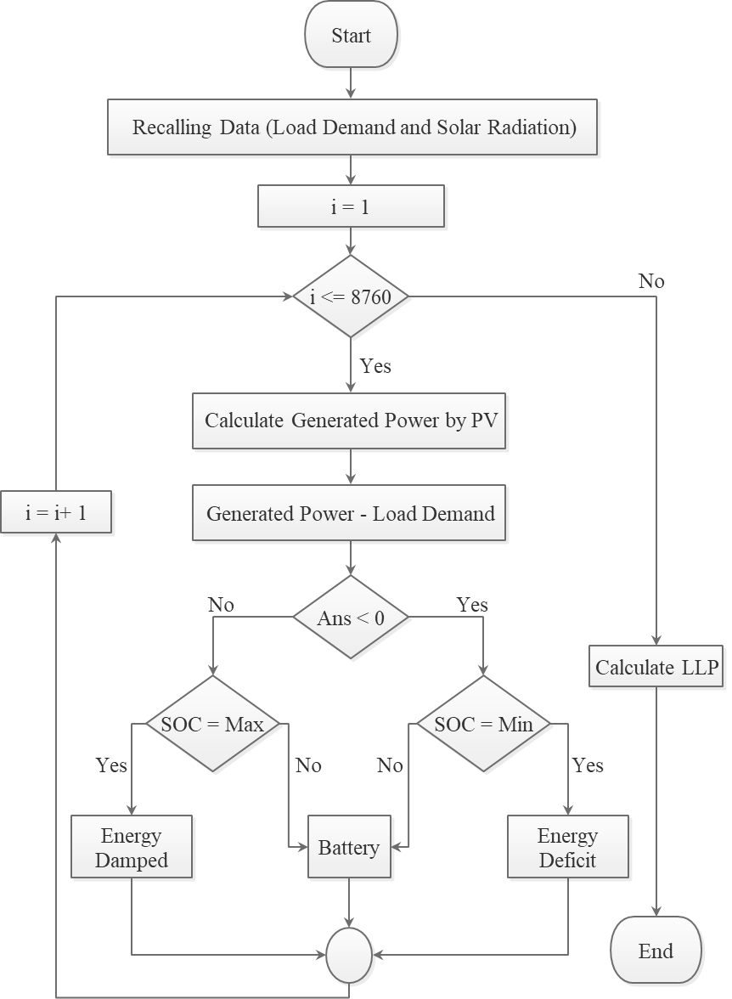 Start
Recalling Data (Load Demand and Solar Radiation)
i = 1
No
i <= 8760
Yes
Calculate Generated Power by PV
i = i+ 1
Generated Power - Load Demand
No
Yes
Ans < 0
Calculate LLP
SOC = Max
SOC = Min
Yes
No
No
Yes
Energy
Damped
Battery
Energy
Deficit
End